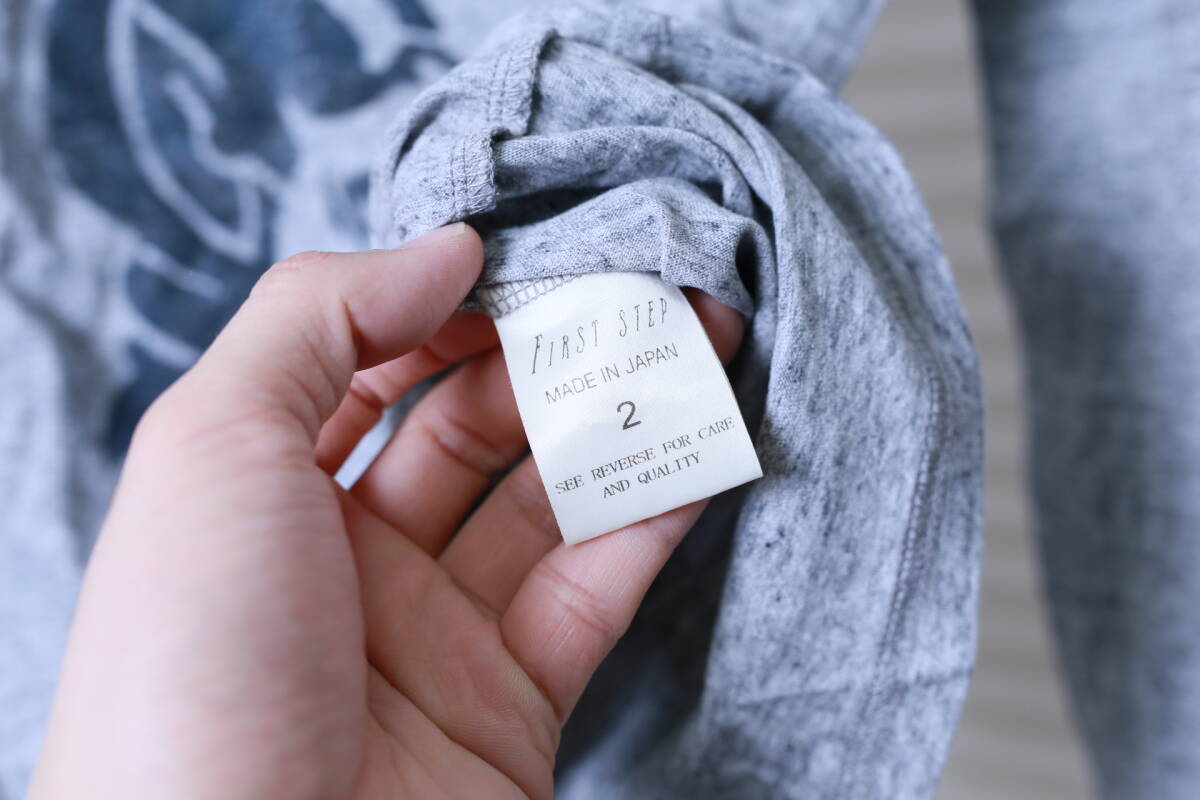 FIRST STEP
MADE IN JAPAN
2
SEE REVERSE FOR CARE
AND QUALITY